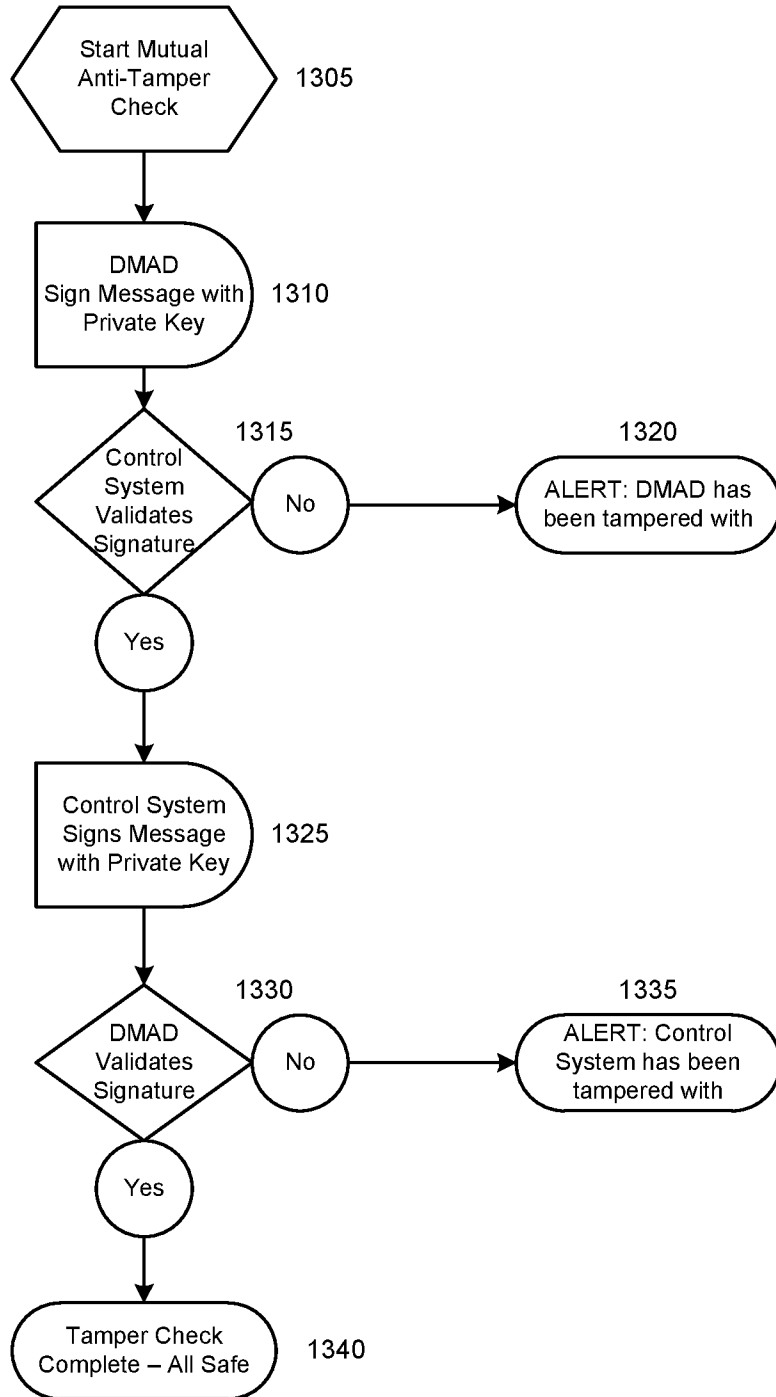 Start Mutual
Anti-Tamper
Check
1305
DMAD
Sign Message with
Private Key
1310
1315
Control
System
Validates
Signature
No
1320
ALERT: DMAD has
been tampered with
Yes
Control System
Signs Message
with Private Key
1325
1330
DMAD
Validates
Signature
No
1335
ALERT: Control
System has been
tampered with
Yes
Tamper Check
Complete – All Safe
1340